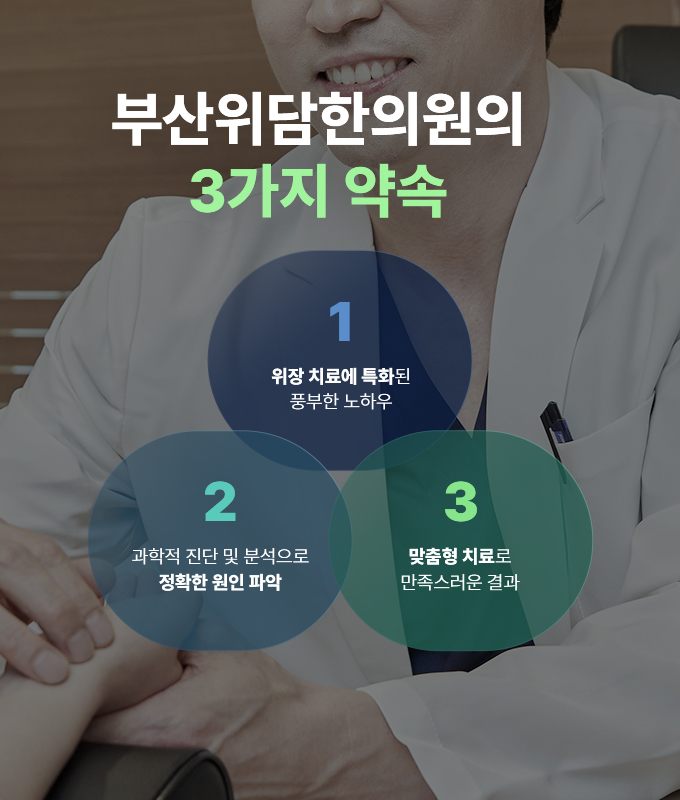 부산위담한의원의
3가지 약속
1
위장 치료에 특화된
풍부한 노하우
2
과학적 진단 및 분석으로
정확한 원인 파악
3
맞춤형 치료로
만족스러운 결과